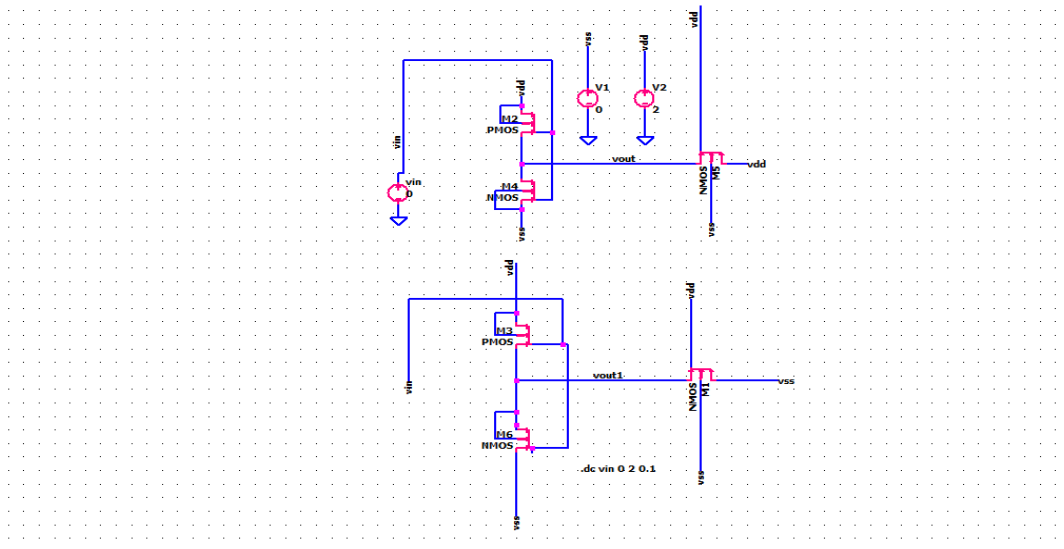 vdd
vss
vdd
V1
0
V2
2
vdd
M2
PMOS
vin
vout
vdd
NMOS
M5
vin
0
M4
NMOS
vss
vss
vdd
vdd
M3
PMOS
vin
vout1
vss
NMOS
M1
M6
NMOS
.dc vin 0 2 0.1
vss
vss